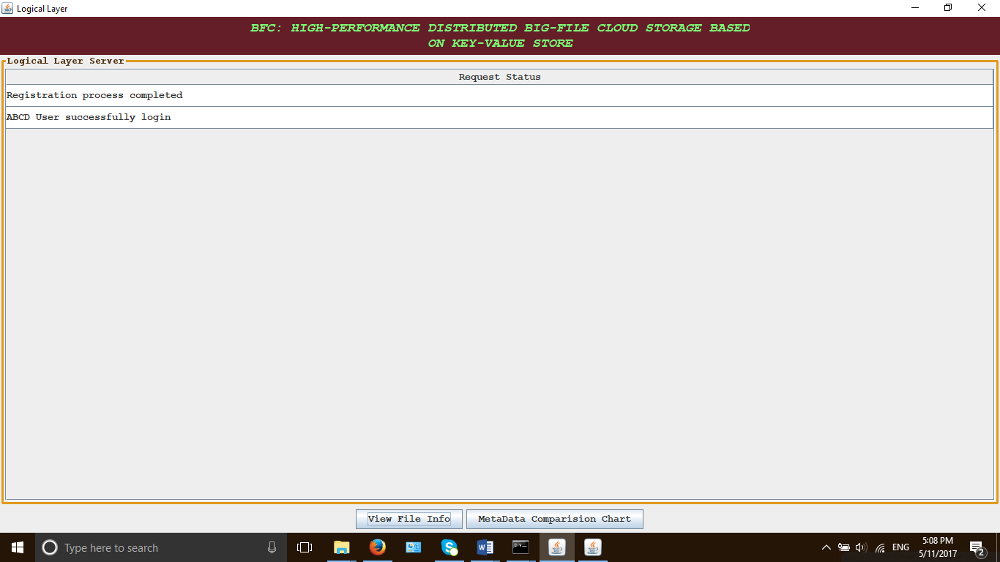 Logical Layer
BFC: HIGH-PERFORMANCE DISTRIBUTED BIG-FILE CLOUD STORAGE BASED
ON KEY-VALUE STORE
Logical Layer Server
Request Status
Registration process completed
ABCD User successfully login
View File Info MetaData Comparision Chart
Type here to search
ENG
5:08 PM
5/11/2017
2